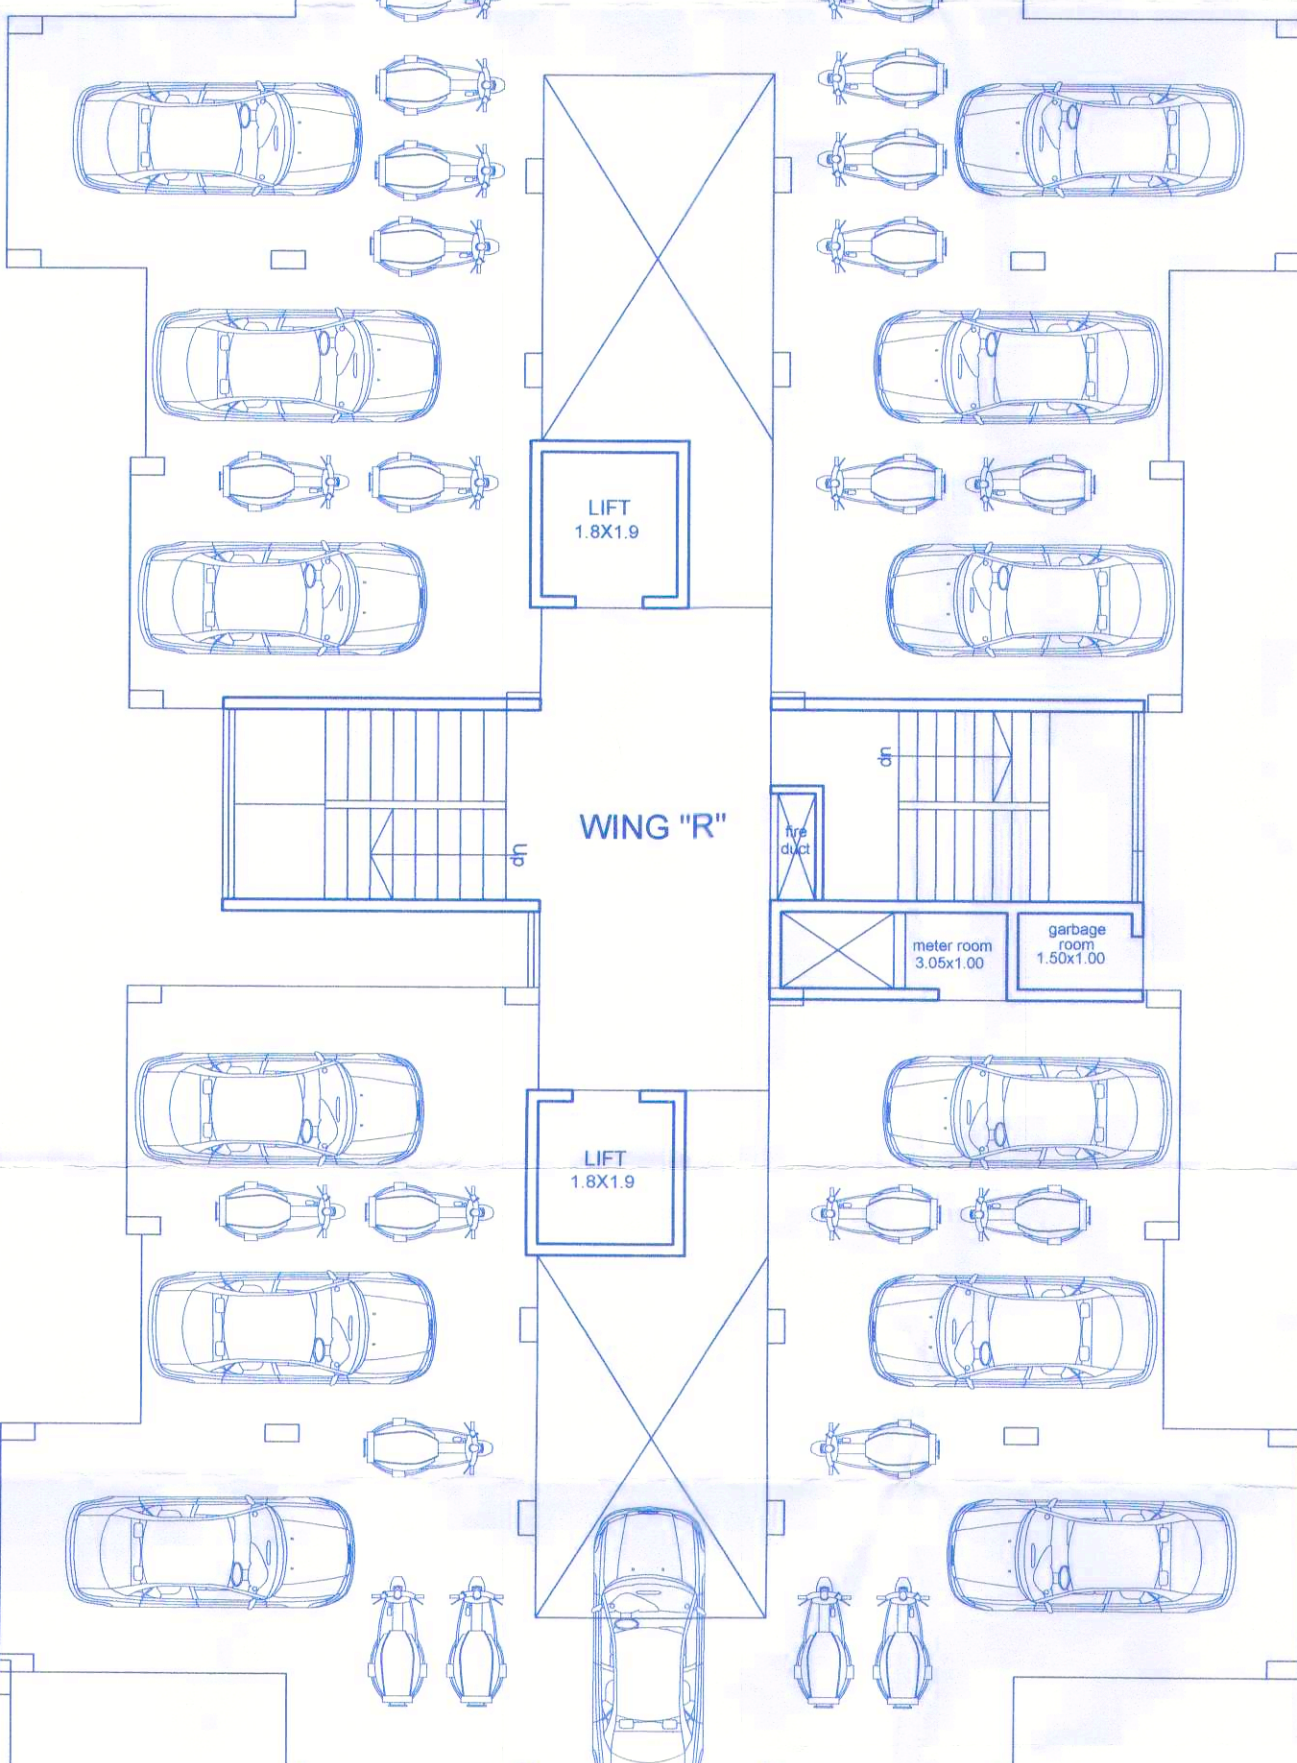 LIFT
1.8X1.9
up
WING "R"
fire
duct
up
meter room
3.05x1.00
garbage
room
1.50x1.00
LIFT
1.8X1.9